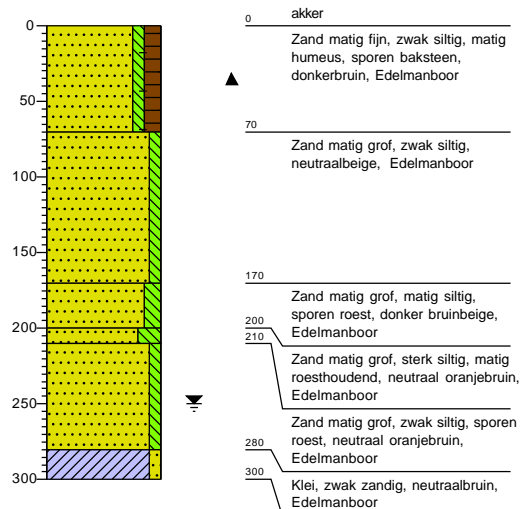 0
50
100
150
200
250
300
0
akker
Zand matig fijn, zwak siltig, matig
humeus, sporen baksteen,
donkerbruin, Edelmanboor
70
Zand matig grof, zwak siltig,
neutraalbeige, Edelmanboor
170
Zand matig grof, matig siltig,
sporen roest, donker bruinbeige,
Edelmanboor
200
210
Zand matig grof, sterk siltig, matig
roesthoudend, neutraal oranjebruin,
Edelmanboor
Zand matig grof, zwak siltig, sporen
roest, neutraal oranjebruin,
Edelmanboor
280
300
Klei, zwak zandig, neutraalbruin,
Edelmanboor